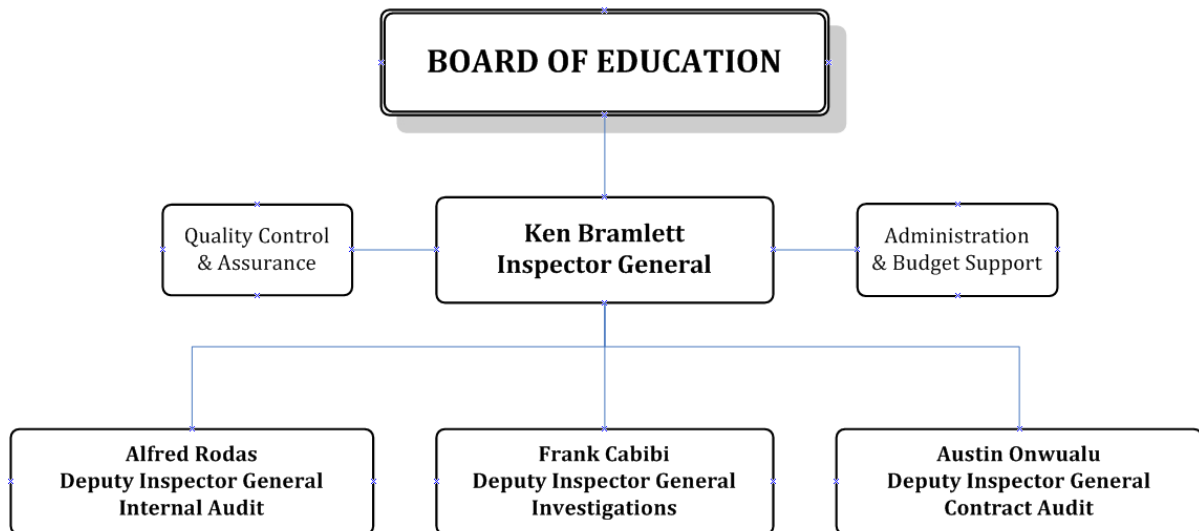 BOARD OF EDUCATION
Quality Control
& Assurance
Ken Bramlett
Inspector General
Administration
& Budget Support
Alfred Rodas
Deputy Inspector General
Internal Audit
Frank Cabibi
Deputy Inspector General
Investigations
Austin Onwualu
Deputy Inspector General
Contract Audit